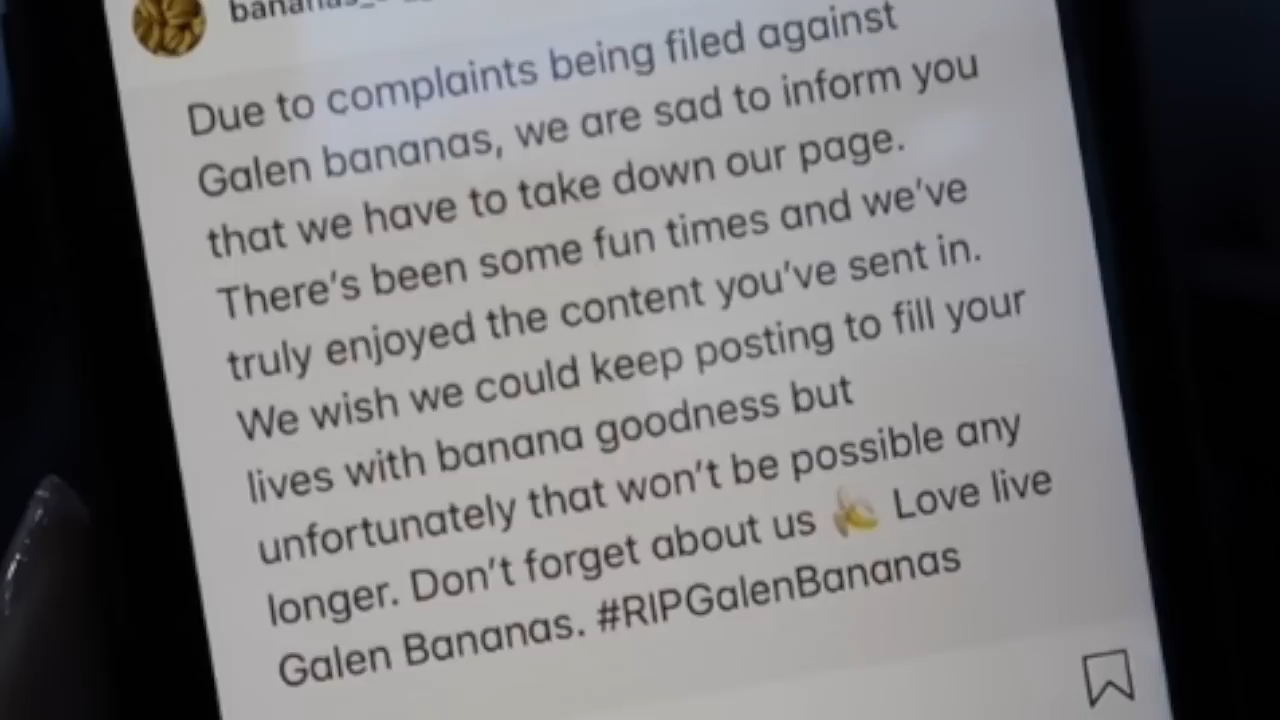 Due to complaints being filed against
Galen bananas, we are sad to inform you
that we have to take down our page.
There's been some fun times and we've
truly enjoyed the content you've sent in.
We wish we could keep posting to fill your
lives with banana goodness but
unfortunately that won't be possible any
longer. Don't forget about us 🍌 Love live
Galen Bananas. #RIPGalenBananas